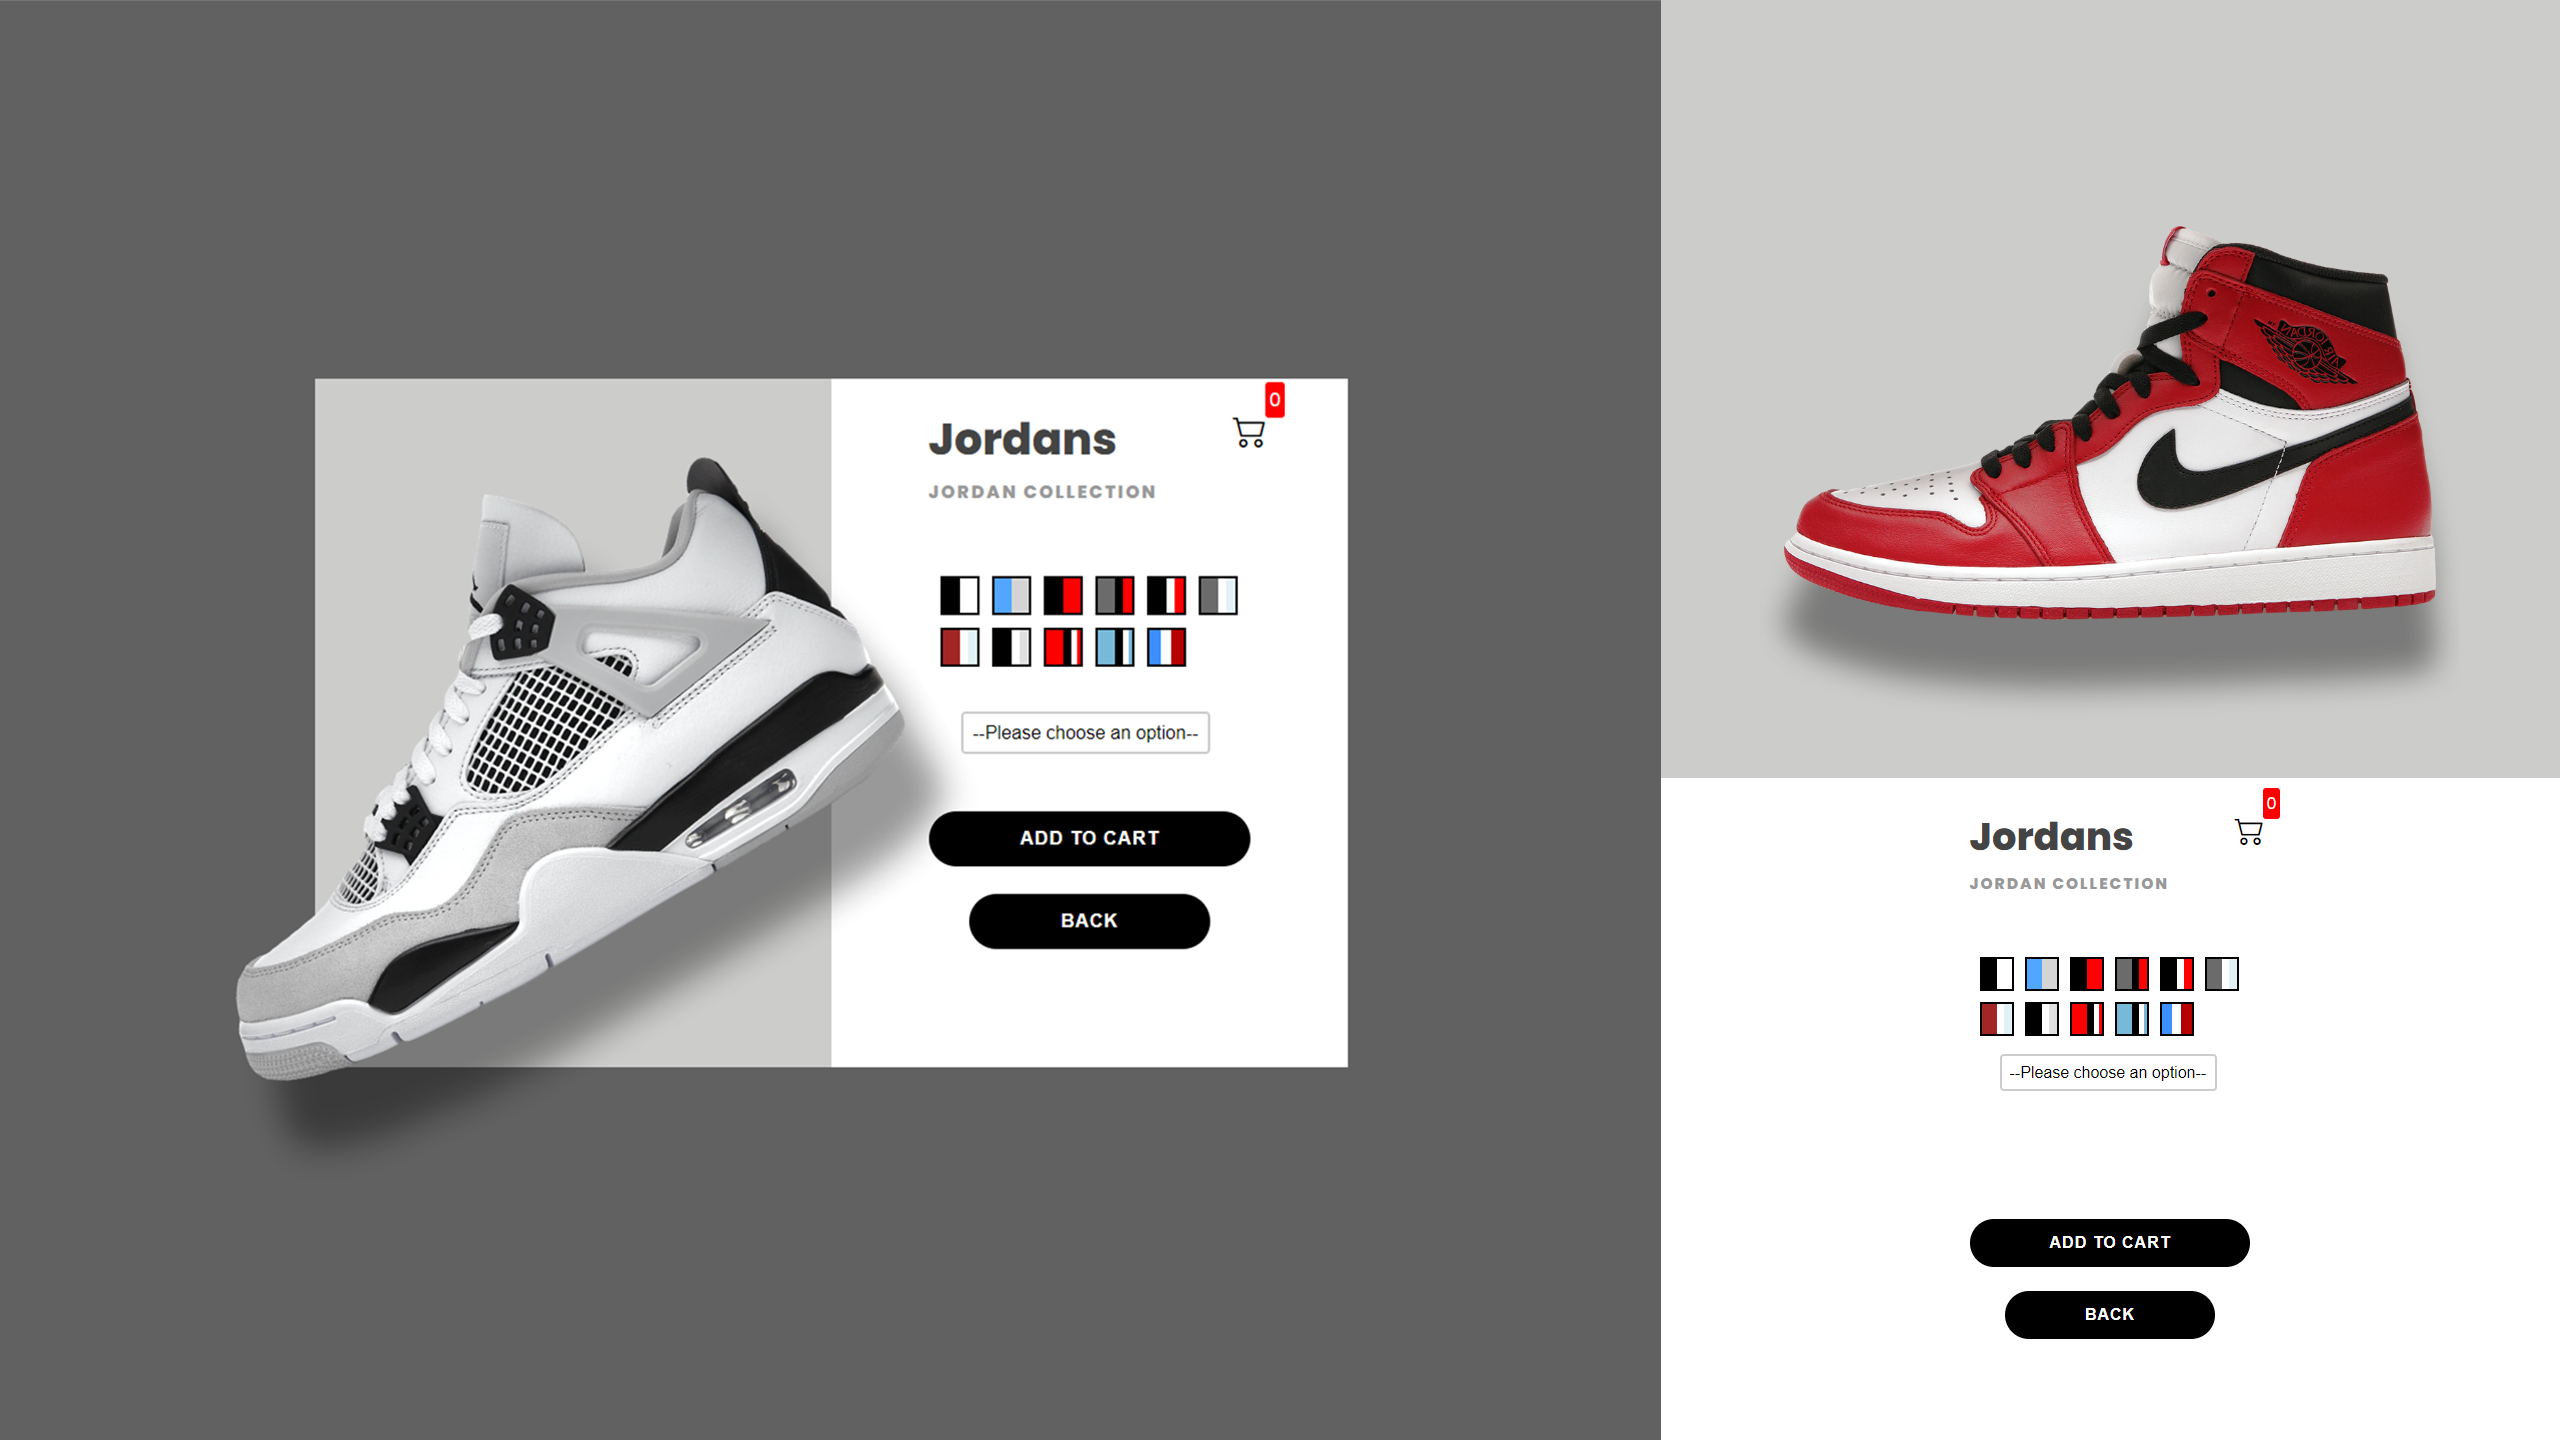 0
Jordans
JORDAN COLLECTION
--Please choose an option--
ADD TO CART
BACK
0
Jordans
JORDAN COLLECTION
--Please choose an option--
ADD TO CART
BACK